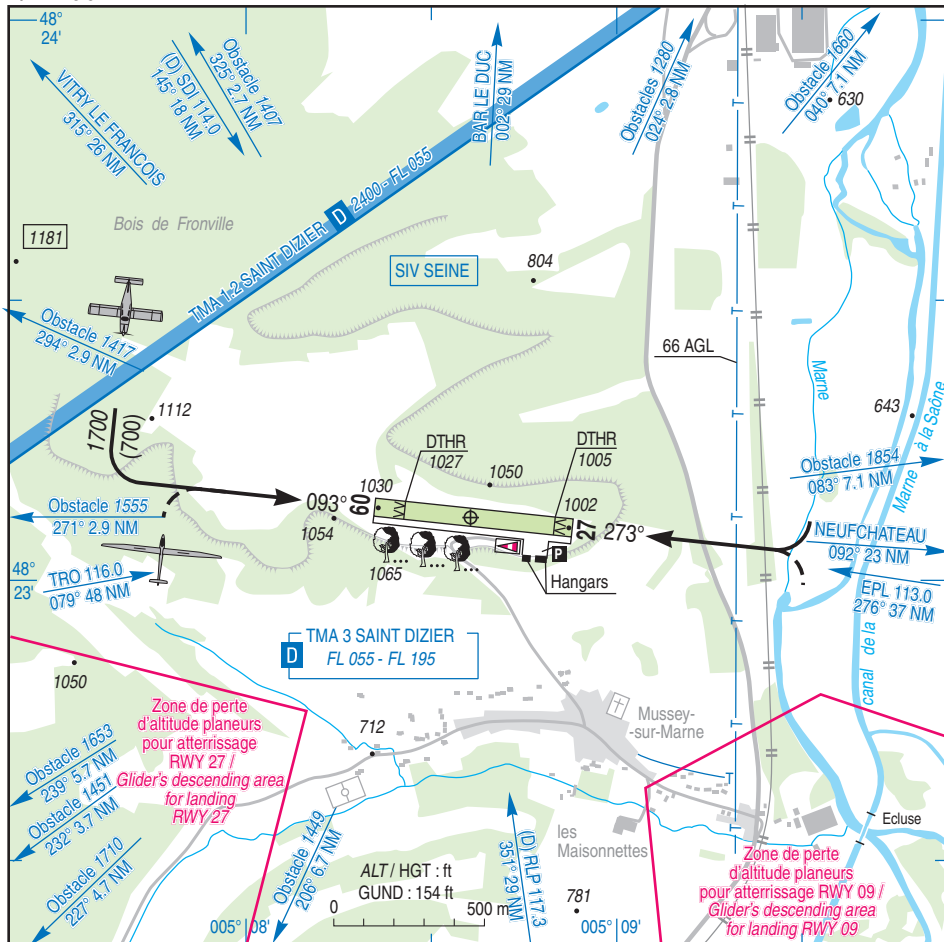 48°
24'
VITRY LE FRANCOIS
315° 26 NM
(D) SDI 114.0
145° 18 NM
Obstacle 1407
325° 2.7 NM
BAR LE DUC
002° 29 NM
Obstacles 1280
024° 2.8 NM
Obstacle 1660
040° 7.1 NM
630
Bois de Fronville
1181
TMA 1.2 SAINT DIZIER D 2400 - FL 055
SIV SEINE
804
Obstacle 1417
294° 2.9 NM
66 AGL
Marne
1700
(700)
1112
643
canal de la Marne à la Saône
DTHR
1027
DTHR
1005
1030
1050
1002
Obstacle 1854
083° 7.1 NM
Obstacle 1555
271° 2.9 NM
093°
09
1054
27
273°
NEUFCHATEAU
092° 23 NM
P
48°
23'
TRO 116.0
079° 48 NM
1065
Hangars
EPL 113.0
276° 37 NM
D
TMA 3 SAINT DIZIER
FL 055 - FL 195
1050
Zone de perte
d'altitude planeurs
pour atterrissage
RWY 27 /
Glider's descending area
for landing
RWY 27
712
Mussey-
-sur-Marne
Obstacle 1653
239° 5.7 NM
Obstacle 1451
232° 3.7 NM
Obstacle 1710
227° 4.7 NM
Obstacle 1449
206° 6.7 NM
(D) RLP 117.3
351° 29 NM
les
Maisonnettes
Ecluse
Zone de perte
d'altitude planeurs
pour atterrissage RWY 09 /
Glider's descending area
for landing RWY 09
ALT / HGT : ft
GUND : 154 ft
0 500 m
781
005° 08'
005° 09'